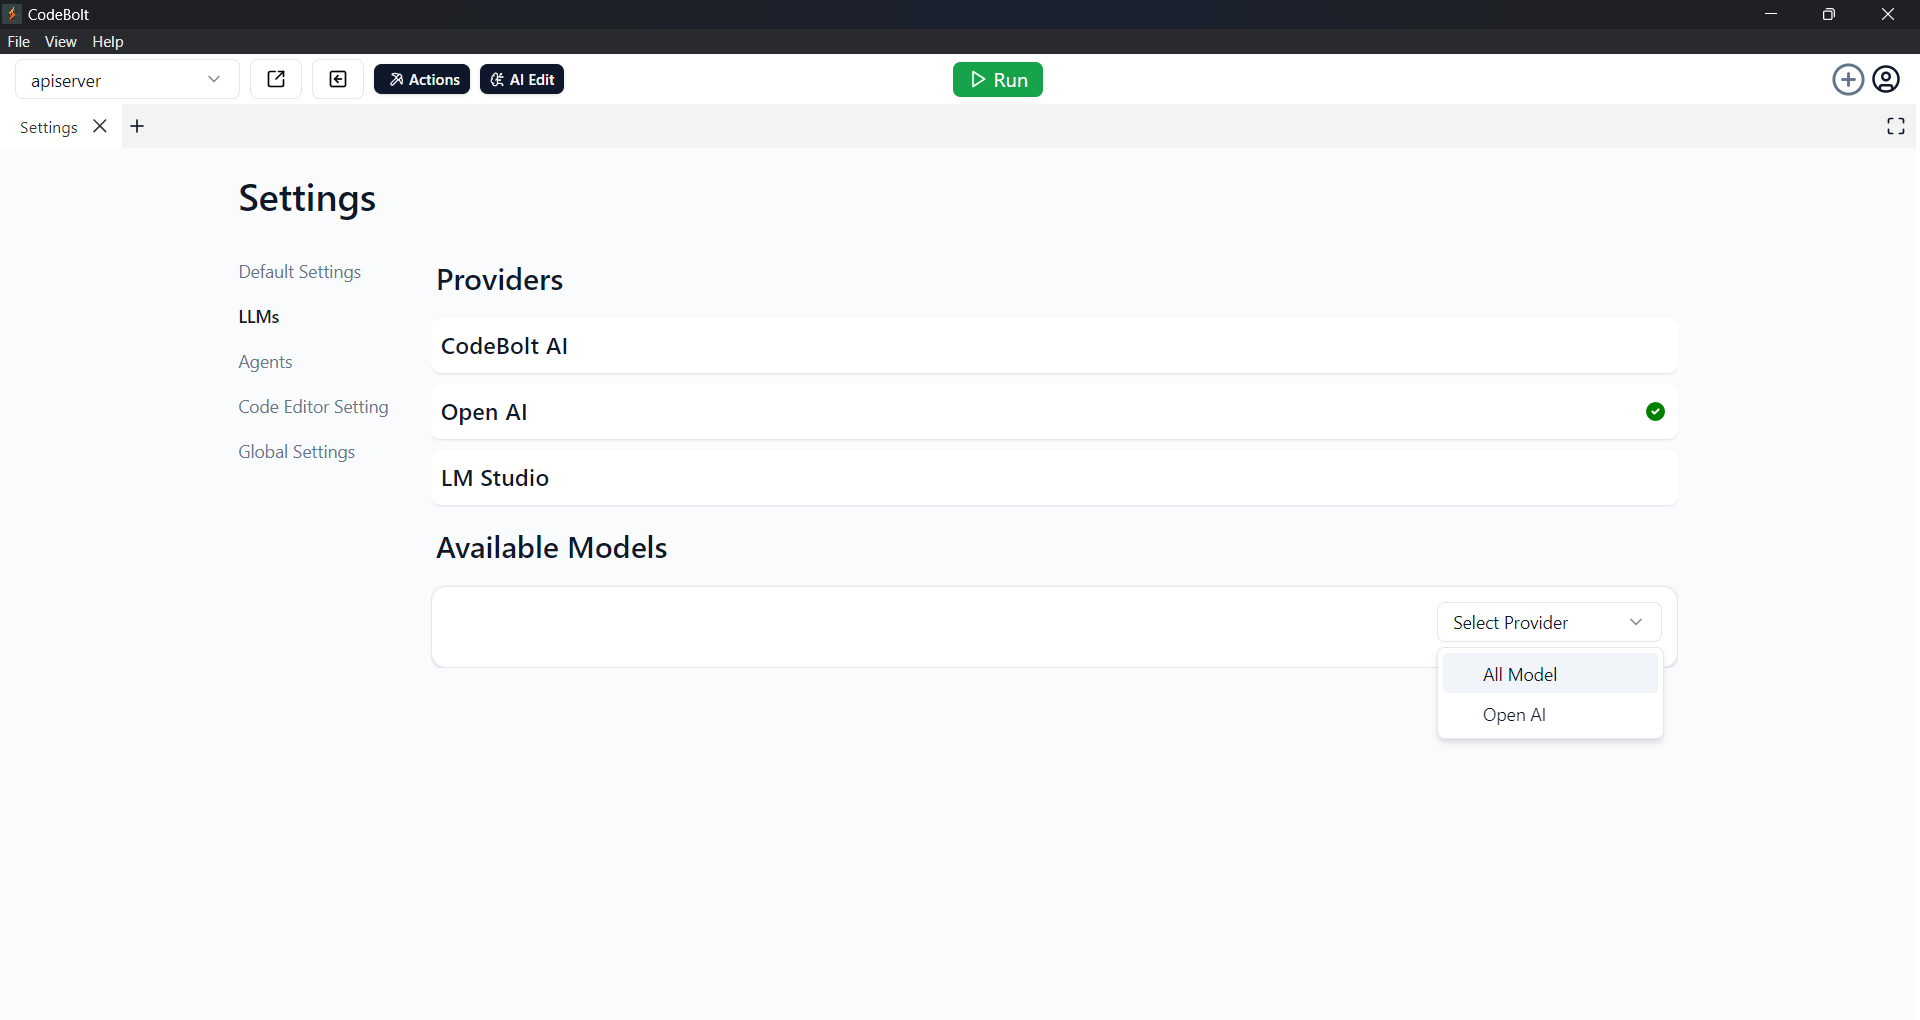 CodeBolt
File View Help
apiserver
Actions
AI Edit
Run
Settings
Settings
Default Settings
LLMs
Agents
Code Editor Setting
Global Settings
Providers
CodeBolt AI
Open AI
LM Studio
Available Models
Select Provider
All Model
Open AI